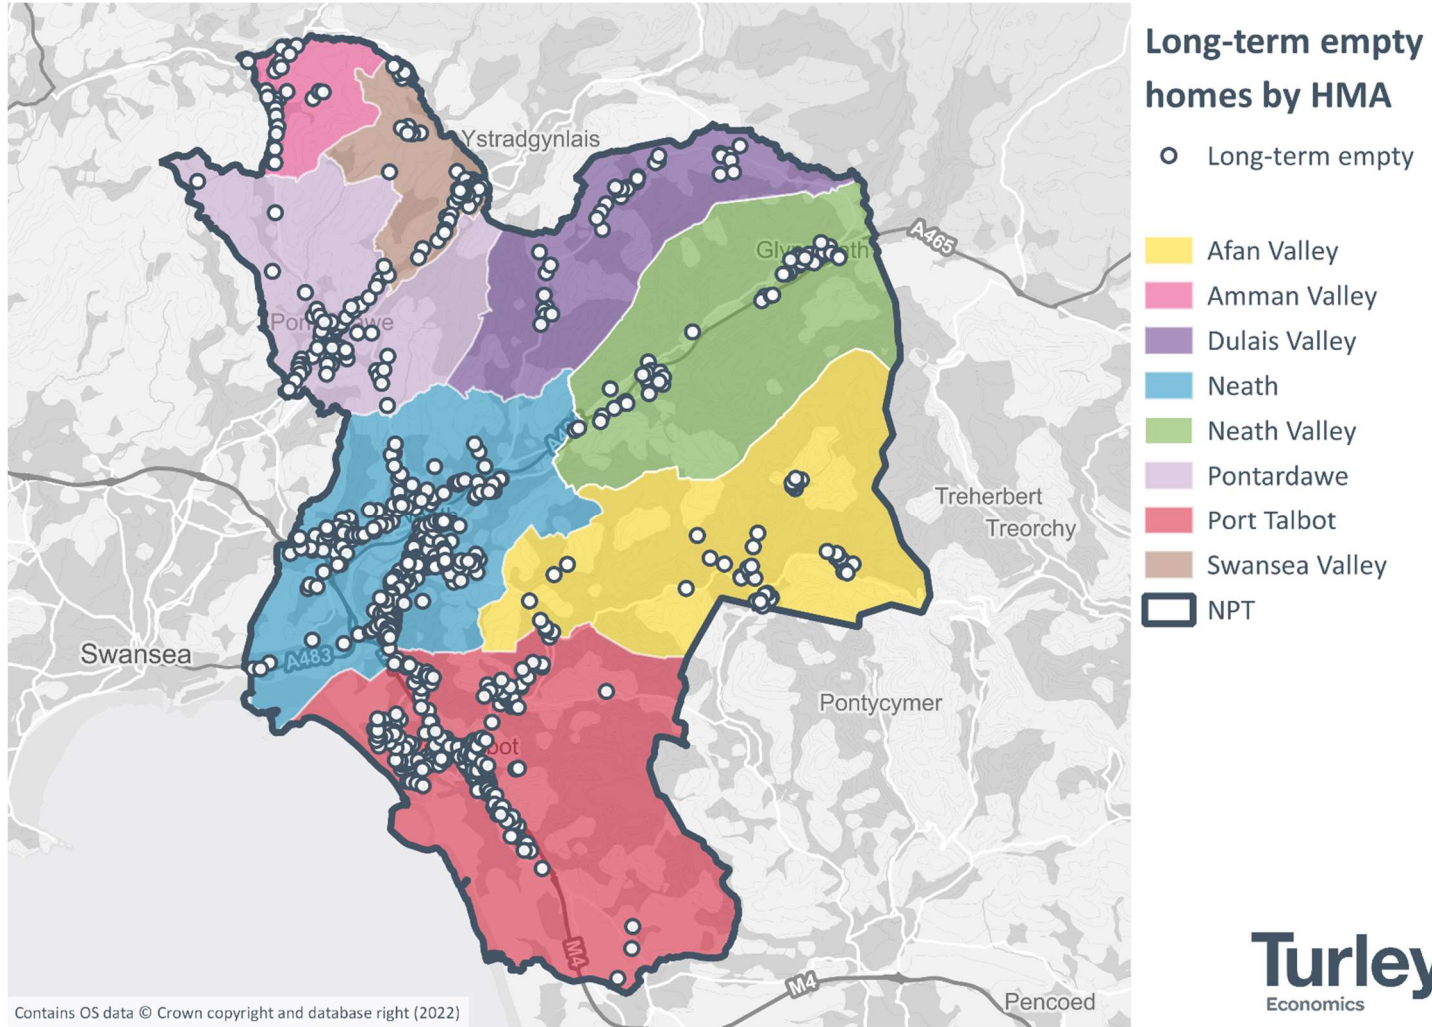 Long-term empty
homes by HMA
Long-term empty
Afan Valley
Amman Valley
Dulais Valley
Neath
Neath Valley
Pontardawe
Port Talbot
Swansea Valley
NPT
Ystradgynlais
A465
Treherbert
Treorchy
Swansea
A483
Pontycymer
M4
M4
Pencoed
Contains OS data © Crown copyright and database right (2022)
Turley
Economics